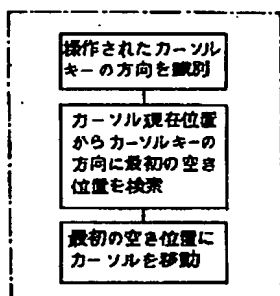 操作されたカーソル
キーの方向を識別
カーソル現在位置
からカーソルキーの
方向に最初の空き
位置を検索
最初の空き位置に
カーソルを移動